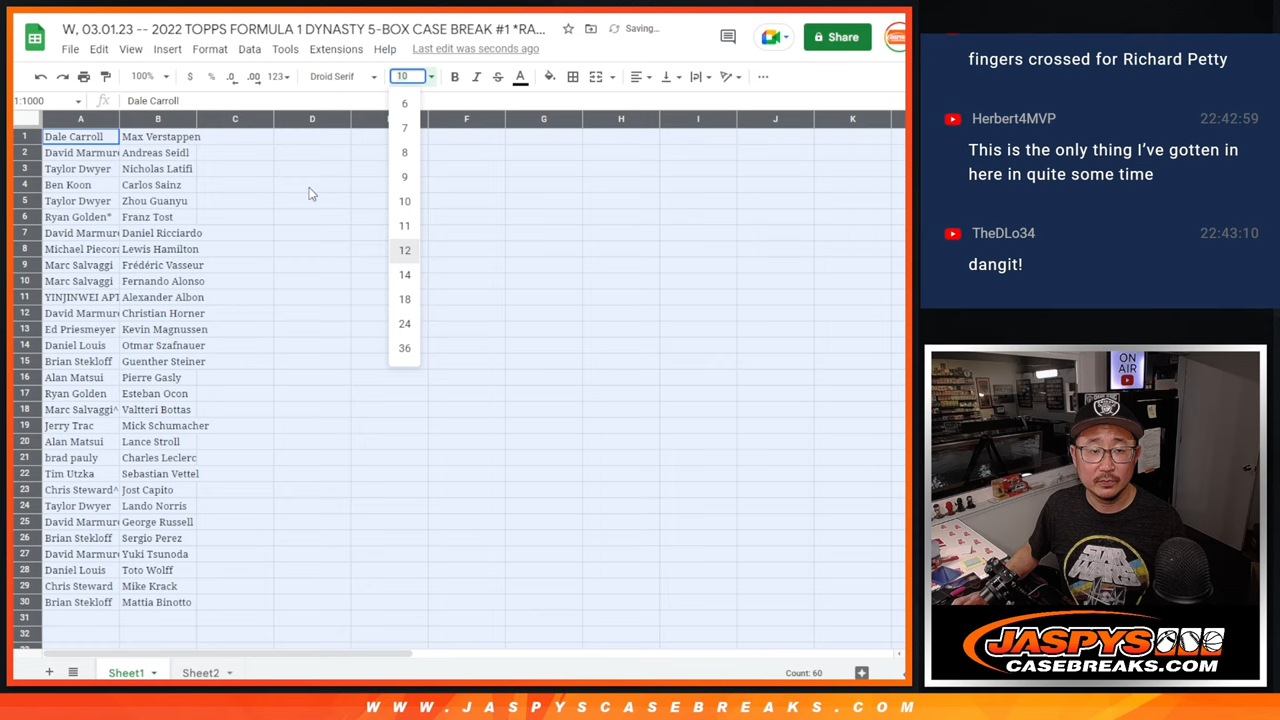 W, 03.01.23 -- 2022 TOPPS FORMULA 1 DYNASTY 5-BOX CASE BREAK #1 *RA...
Saving...
File Edit View Insert Format Data Tools Extensions Help Last edit was seconds ago
Share
100% $ % .0 .00 123 Droid Serif 10 B I S A
1:1000 fx Dale Carroll
A B C D F G H I J K
1 Dale Carroll Max Verstappen
2 David Marmure Andreas Seidl
3 Taylor Dwyer Nicholas Latifi
4 Ben Koon Carlos Sainz
5 Taylor Dwyer Zhou Guanyu
6 Ryan Golden* Franz Tost
7 David Marmure Daniel Ricciardo
8 Michael Piecora Lewis Hamilton
9 Marc Salvaggi Frédéric Vasseur
10 Marc Salvaggi Fernando Alonso
11 YINJINWEI APT Alexander Albon
12 David Marmure Christian Horner
13 Ed Priesmeyer Kevin Magnussen
14 Daniel Louis Otmar Szafnauer
15 Brian Stekloff Guenther Steiner
16 Alan Matsui Pierre Gasly
17 Ryan Golden Esteban Ocon
18 Marc Salvaggi^ Valtteri Bottas
19 Jerry Trac Mick Schumacher
20 Alan Matsui Lance Stroll
21 brad pauly Charles Leclerc
22 Tim Utzka Sebastian Vettel
23 Chris Steward^ Jost Capito
24 Taylor Dwyer Lando Norris
25 David Marmure George Russell
26 Brian Stekloff Sergio Perez
27 David Marmure Yuki Tsunoda
28 Daniel Louis Toto Wolff
29 Chris Steward Mike Krack
30 Brian Stekloff Mattia Binotto
31
32
6
7
8
9
10
11
12
14
18
24
36
Sheet1 Sheet2 Count: 60
fingers crossed for Richard Petty
Herbert4MVP 22:42:59
This is the only thing I've gotten in
here in quite some time
TheDLo34 22:43:10
dangit!
ON
AIR
RAIDERS
STAR
WARS
JASPYS
CASEBREAKS.COM
WWW.JASPYSCASEBREAKS.COM